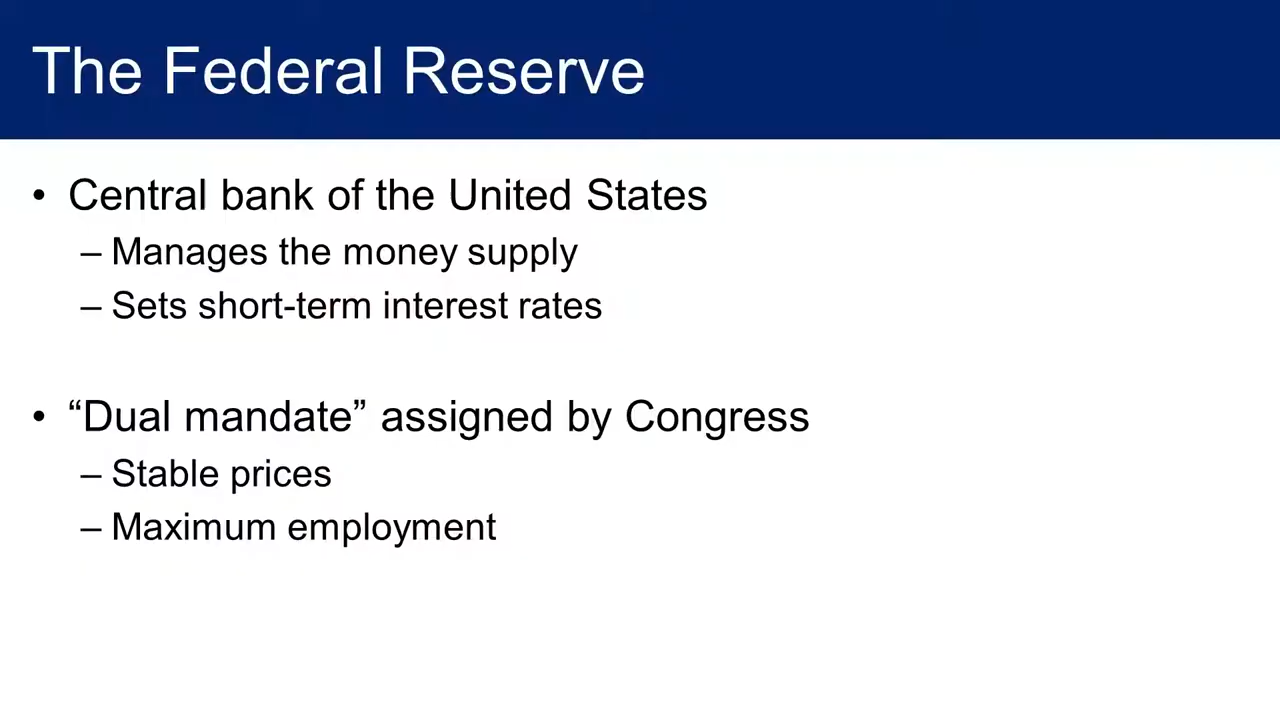 The Federal Reserve
• Central bank of the United States
– Manages the money supply
– Sets short-term interest rates
• “Dual mandate” assigned by Congress
– Stable prices
– Maximum employment